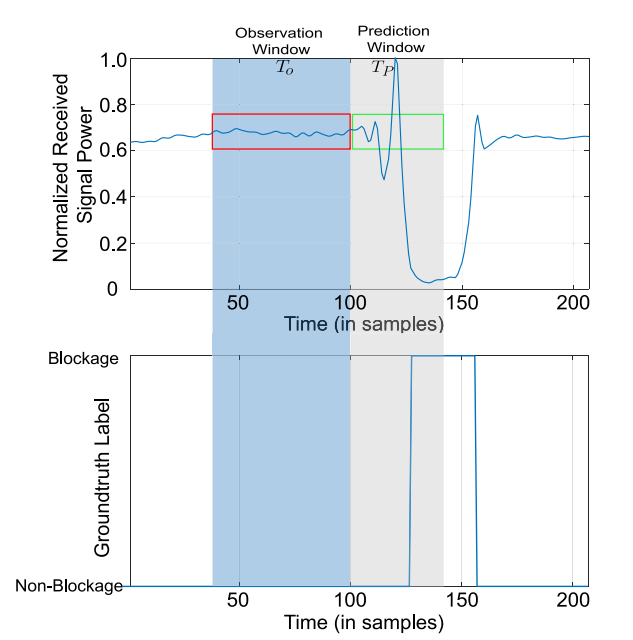 Observation
Window
T_o
Prediction
Window
T_P
Normalized Received
Signal Power
1.0
0.8
0.6
0.4
0.2
0
50
100
150
200
Time (in samples)
Blockage
Groundtruth Label
Non-Blockage
50
100
150
200
Time (in samples)